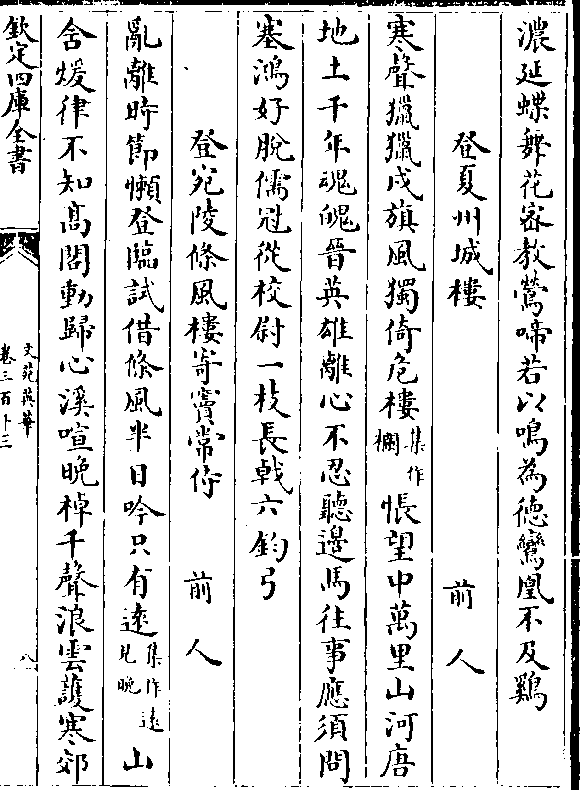 濃延蝶舞花密教鶯啼若以鳴為德鸞凰不及鷄
登夏州城樓 前人
寒聲獵獵戍旗風獨倚危樓集作欄悵望中萬里山河唐
地土千年魂魄晉英雄離心不忍聽邊馬往事應須問
塞鴻好脫儒冠從校尉一枝長戟六鈞弓
登宛陵條風樓寄竇常侍 前人
亂離時節懶登臨試借條風半日吟只有遠集作遠見晚山
含煖律不知高閣動歸心溪喧晚棹千聲浪雲護寒郊
欽定四庫全書
文苑英華
卷三百十三
八